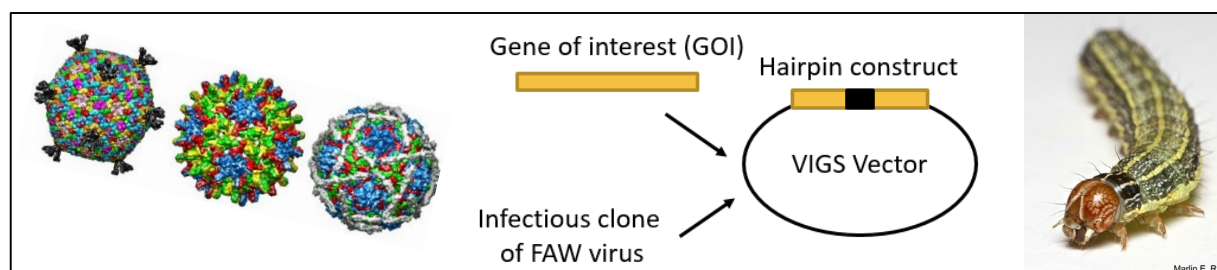 Gene of interest (GOI)
Hairpin construct
VIGS Vector
Infectious clone
of FAW virus